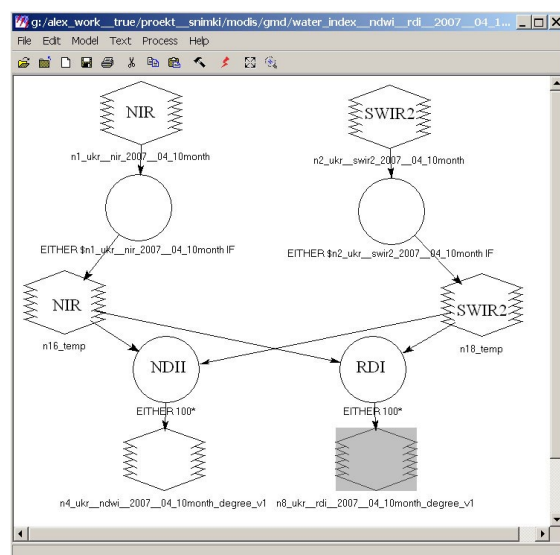 g:/alex_work__true/proekt__snimki/modis/gmd/water_index__ndwi__rdi__2007__04_1...
File Edit Model Text Process Help
NIR
SWIR2
n1_ukr__nir_2007__04_10month
n2_ukr__swir2_2007__04_10month
EITHER $n1_ukr__nir_2007__04_10month IF
EITHER $n2_ukr__swir2_2007__04_10month IF
NIR
SWIR2
n16_temp
n18_temp
NDII
RDI
EITHER 100*
EITHER 100*
n4_ukr__ndwi__2007__04_10month_degree_v1
n8_ukr__rdi__2007__04_10month_degree_v1